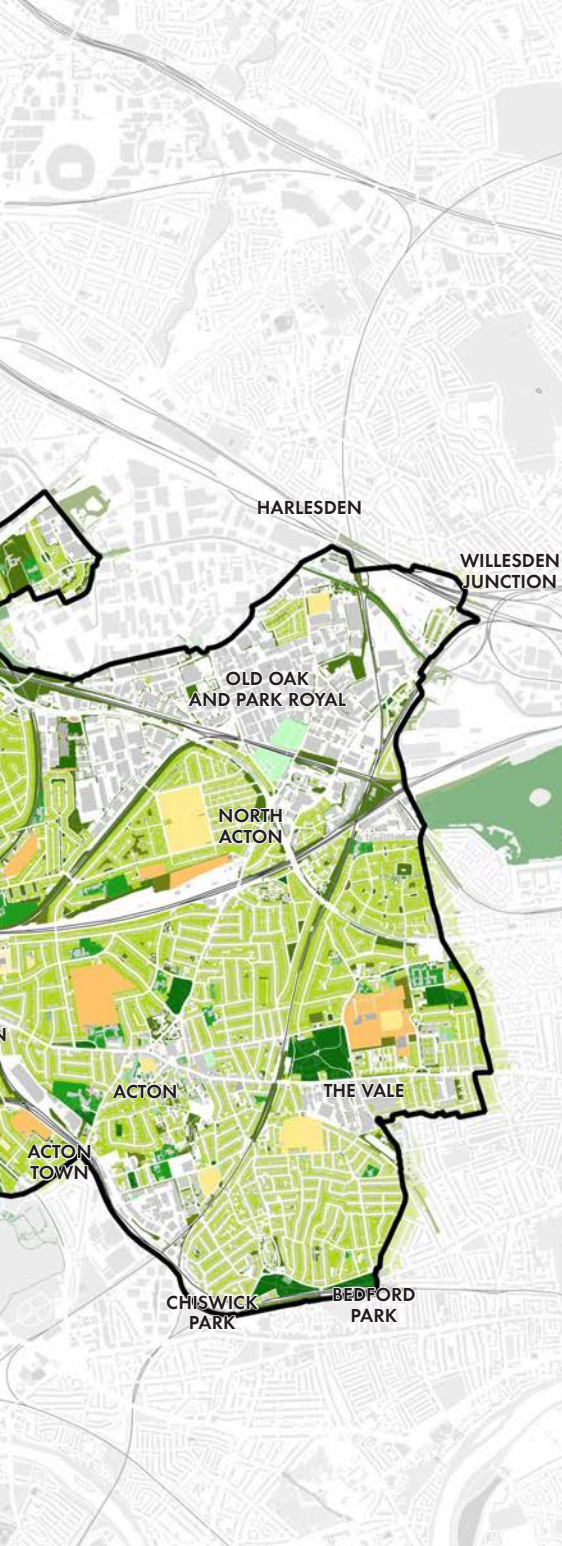 HARLESDEN
WILLESDEN
JUNCTION
OLD OAK
AND PARK ROYAL
NORTH
ACTON
N
ACTON
THE VALE
ACTON
TOWN
CHISWICK
PARK
BEDFORD
PARK